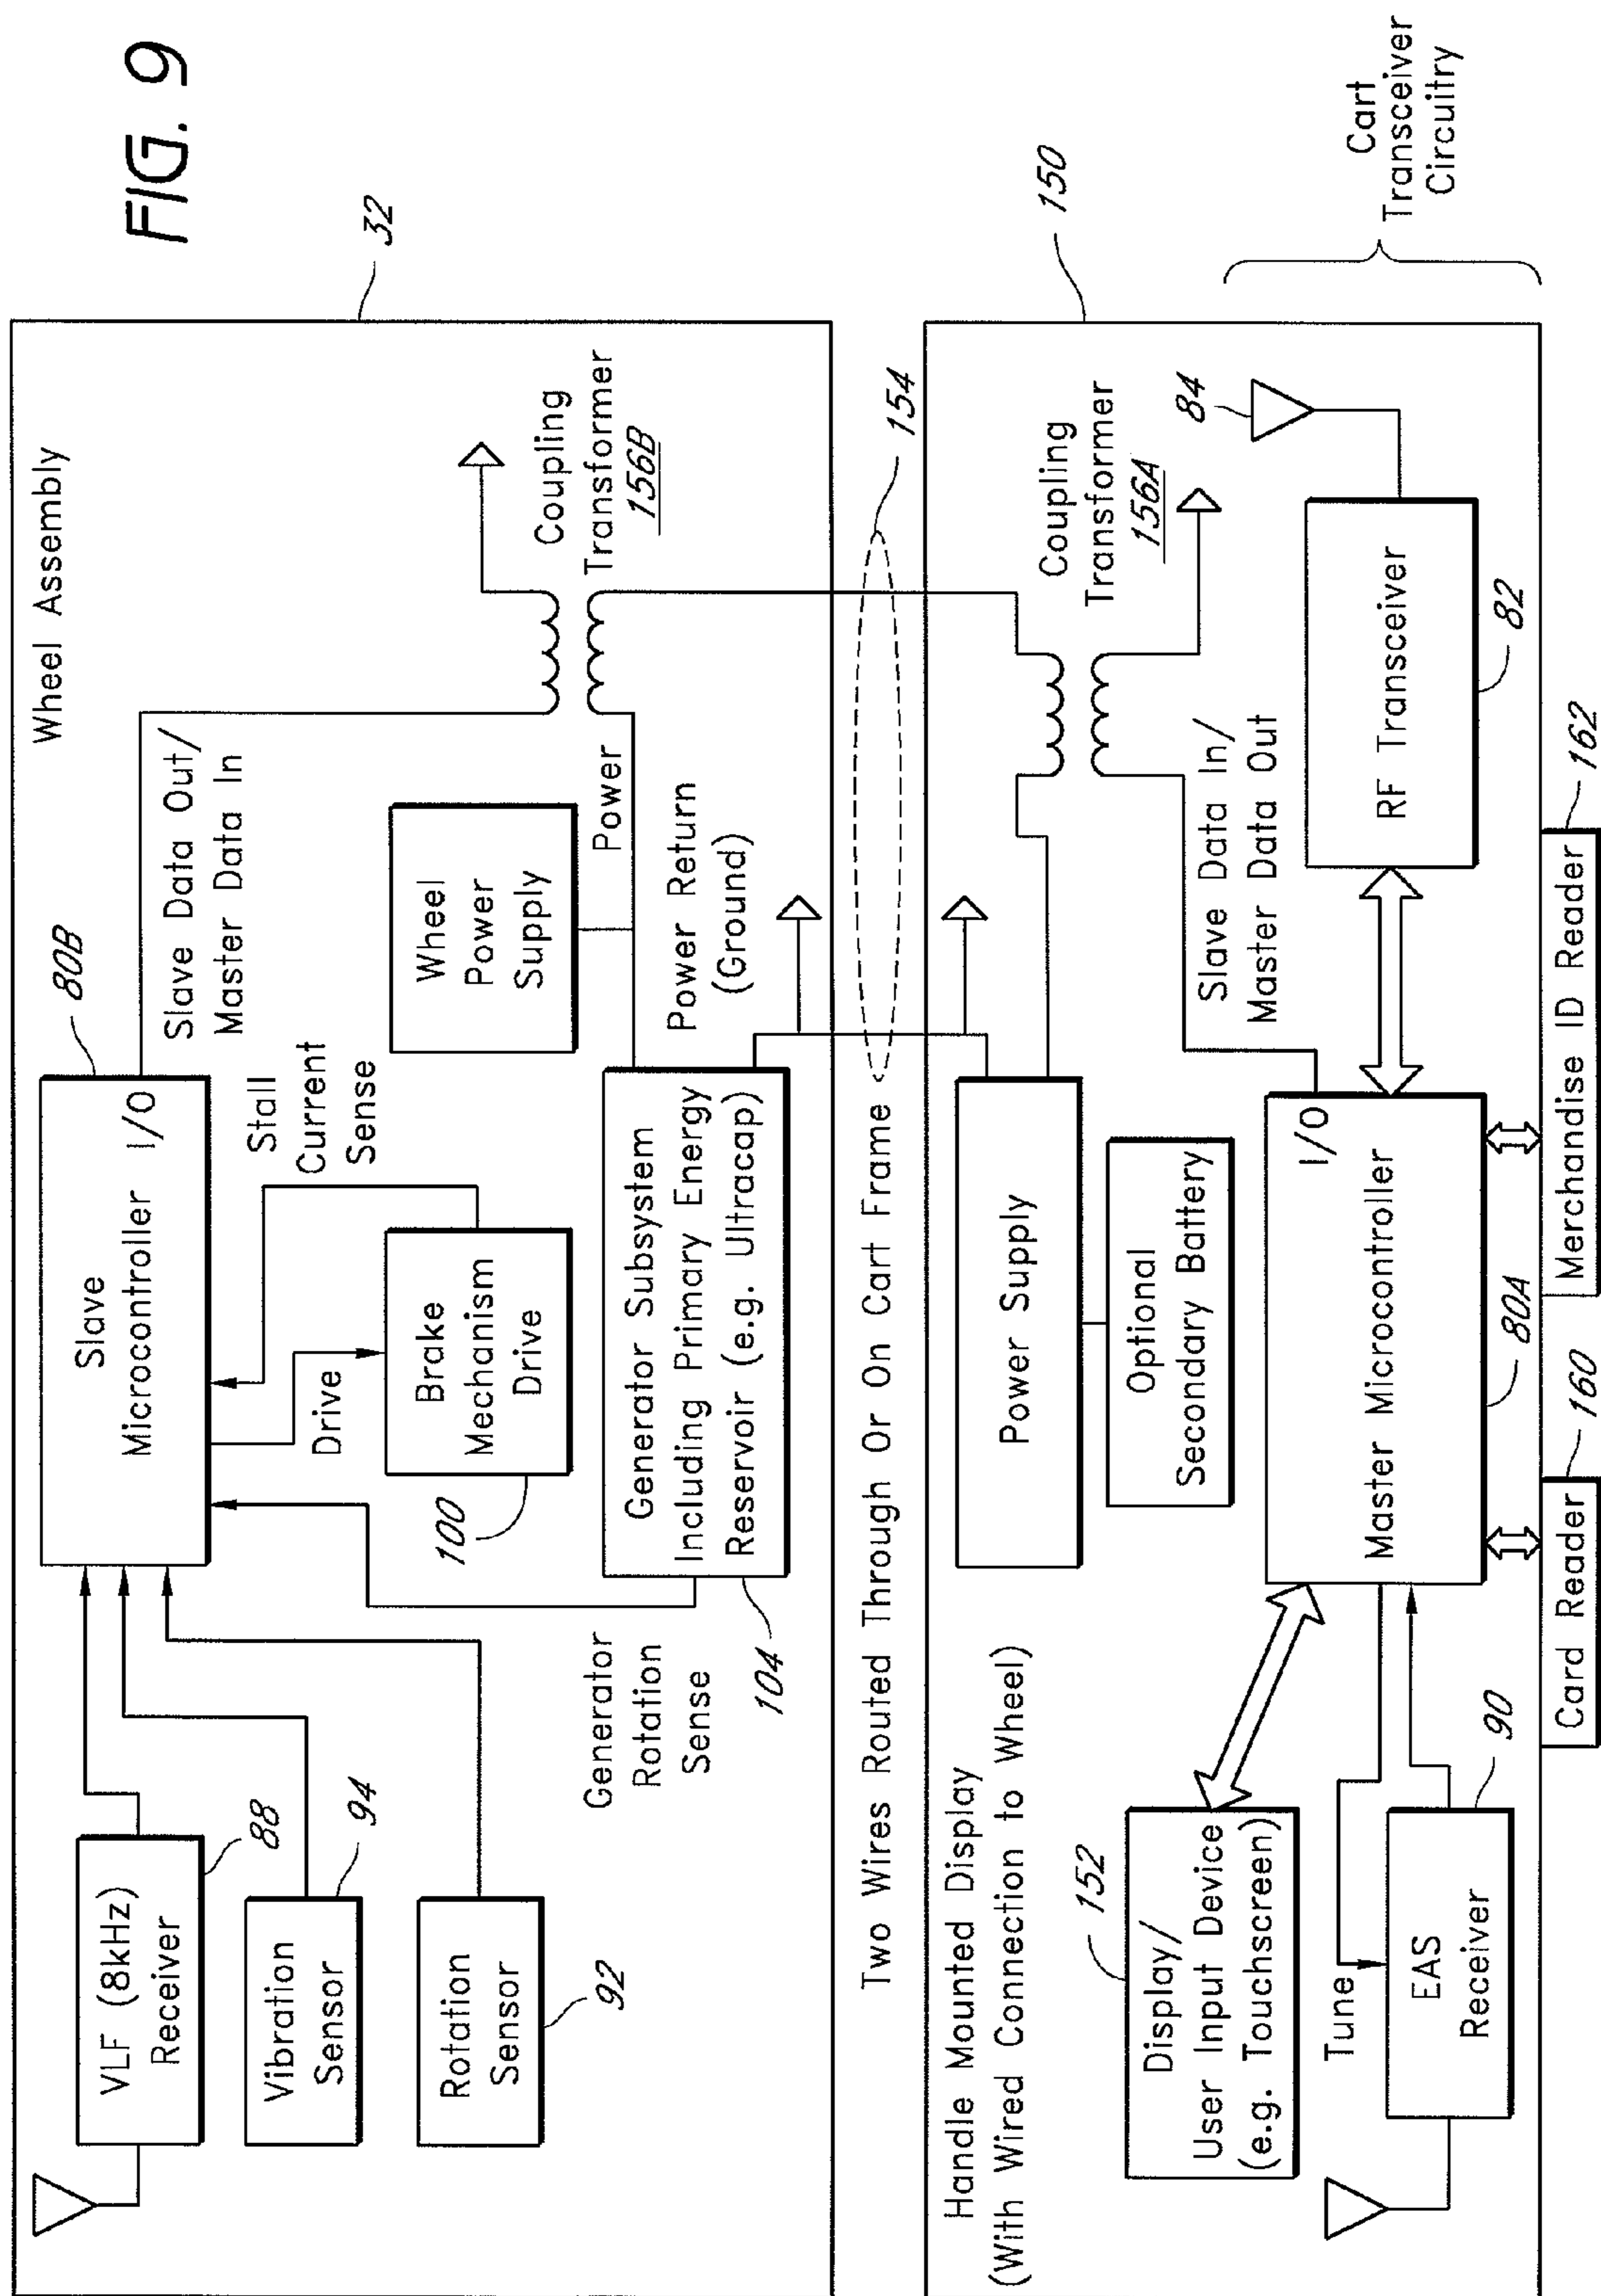 FIG. 9
Wheel Assembly
32
VLF (8kHz)
Receiver
88
Vibration
Sensor
94
Rotation
Sensor
92
Slave
Microcontroller
I/O
80B
Slave Data Out/
Master Data In
Stall
Current
Sense
Drive
Brake
Mechanism
Drive
100
Wheel
Power
Supply
Power
Coupling
Transformer
156B
Generator
Rotation
Sense
Generator Subsystem
Including Primary Energy
Reservoir (e.g. Ultracap)
104
Power Return
(Ground)
Two Wires Routed Through Or On Cart Frame
154
Handle Mounted Display
(With Wired Connection to Wheel)
150
Power Supply
Optional
Secondary Battery
Coupling
Transformer
156A
84
Display/
User Input Device
(e.g. Touchscreen)
152
Slave Data In/
Master Data Out
I/O
Master Microcontroller
80A
RF Transceiver
82
Tune
EAS
Receiver
90
Card Reader
160
Merchandise ID Reader
162
Cart
Transceiver
Circuitry